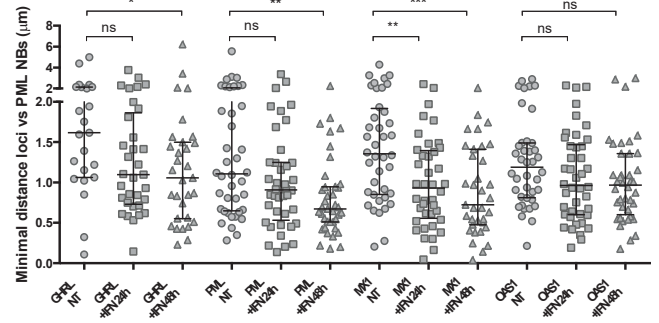 * ** *** ns
ns ns ** ns
Minimal distance loci vs PML NBs (μm)
8
6
4
2
2.0
1.5
1.0
0.5
0.0
GHRL NT
GHRL +IFN24h
GHRL +IFN48h
PML NT
PML +IFN24h
PML +IFN48h
MX1 NT
MX1 +IFN24h
MX1 +IFN48h
OAS1 NT
OAS1 +IFN24h
OAS1 +IFN48h